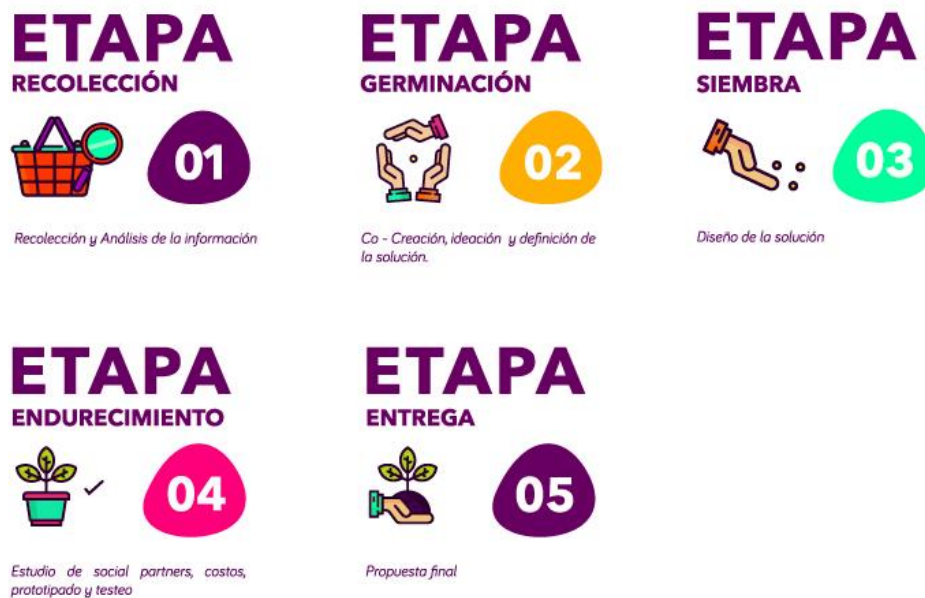 ETAPA
RECOLECCIÓN
01
Recolección y Análisis de la información
ETAPA
GERMINACIÓN
02
Co - Creación, ideación y definición de
la solución.
ETAPA
SIEMBRA
03
Diseño de la solución
ETAPA
ENDURECIMIENTO
04
Estudio de social partners, costos,
prototipado y testeo
ETAPA
ENTREGA
05
Propuesta final